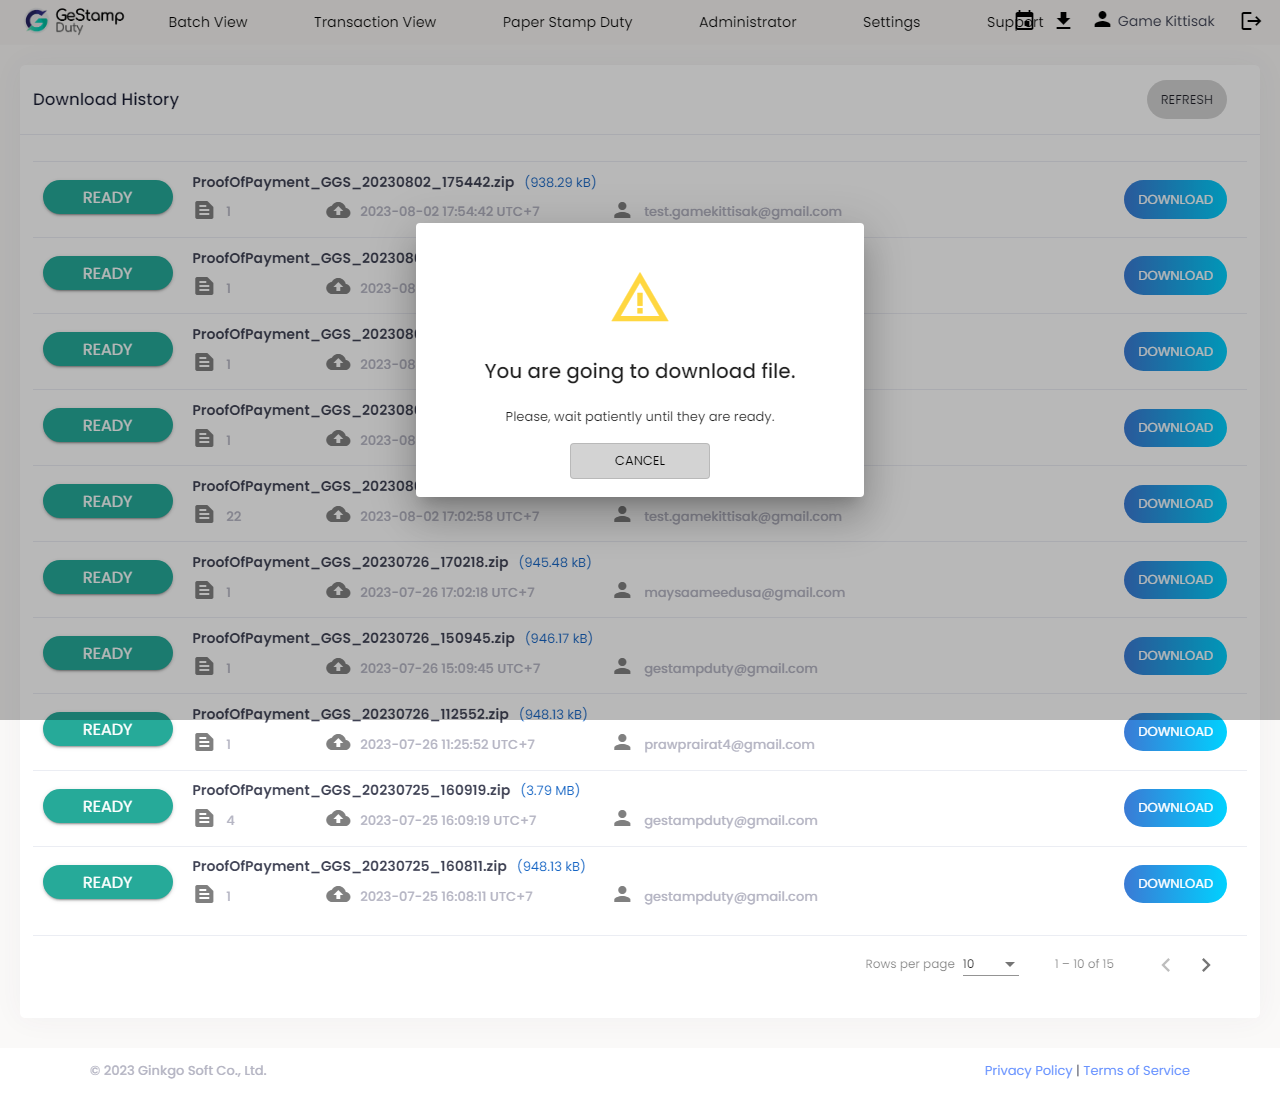 GeStamp
Duty
Batch View
Transaction View
Paper Stamp Duty
Administrator
Settings
Support
Game Kittisak
Download History
REFRESH
READY
ProofOfPayment_GGS_20230802_175442.zip (938.29 kB)
1
2023-08-02 17:54:42 UTC+7
test.gamekittisak@gmail.com
DOWNLOAD
READY
ProofOfPayment_GGS_202308
1
2023-08
DOWNLOAD
READY
ProofOfPayment_GGS_202308
1
2023-08
DOWNLOAD
READY
ProofOfPayment_GGS_202308
1
2023-08
DOWNLOAD
READY
ProofOfPayment_GGS_202308
22
2023-08-02 17:02:58 UTC+7
test.gamekittisak@gmail.com
DOWNLOAD
You are going to download file.
Please, wait patiently until they are ready.
CANCEL
READY
ProofOfPayment_GGS_20230726_170218.zip (945.48 kB)
1
2023-07-26 17:02:18 UTC+7
maysaameedusa@gmail.com
DOWNLOAD
READY
ProofOfPayment_GGS_20230726_150945.zip (946.17 kB)
1
2023-07-26 15:09:45 UTC+7
gestampduty@gmail.com
DOWNLOAD
READY
ProofOfPayment_GGS_20230726_112552.zip (948.13 kB)
1
2023-07-26 11:25:52 UTC+7
prawprairat4@gmail.com
DOWNLOAD
READY
ProofOfPayment_GGS_20230725_160919.zip (3.79 MB)
4
2023-07-25 16:09:19 UTC+7
gestampduty@gmail.com
DOWNLOAD
READY
ProofOfPayment_GGS_20230725_160811.zip (948.13 kB)
1
2023-07-25 16:08:11 UTC+7
gestampduty@gmail.com
DOWNLOAD
Rows per page 10
1 – 10 of 15
© 2023 Ginkgo Soft Co., Ltd.
Privacy Policy | Terms of Service